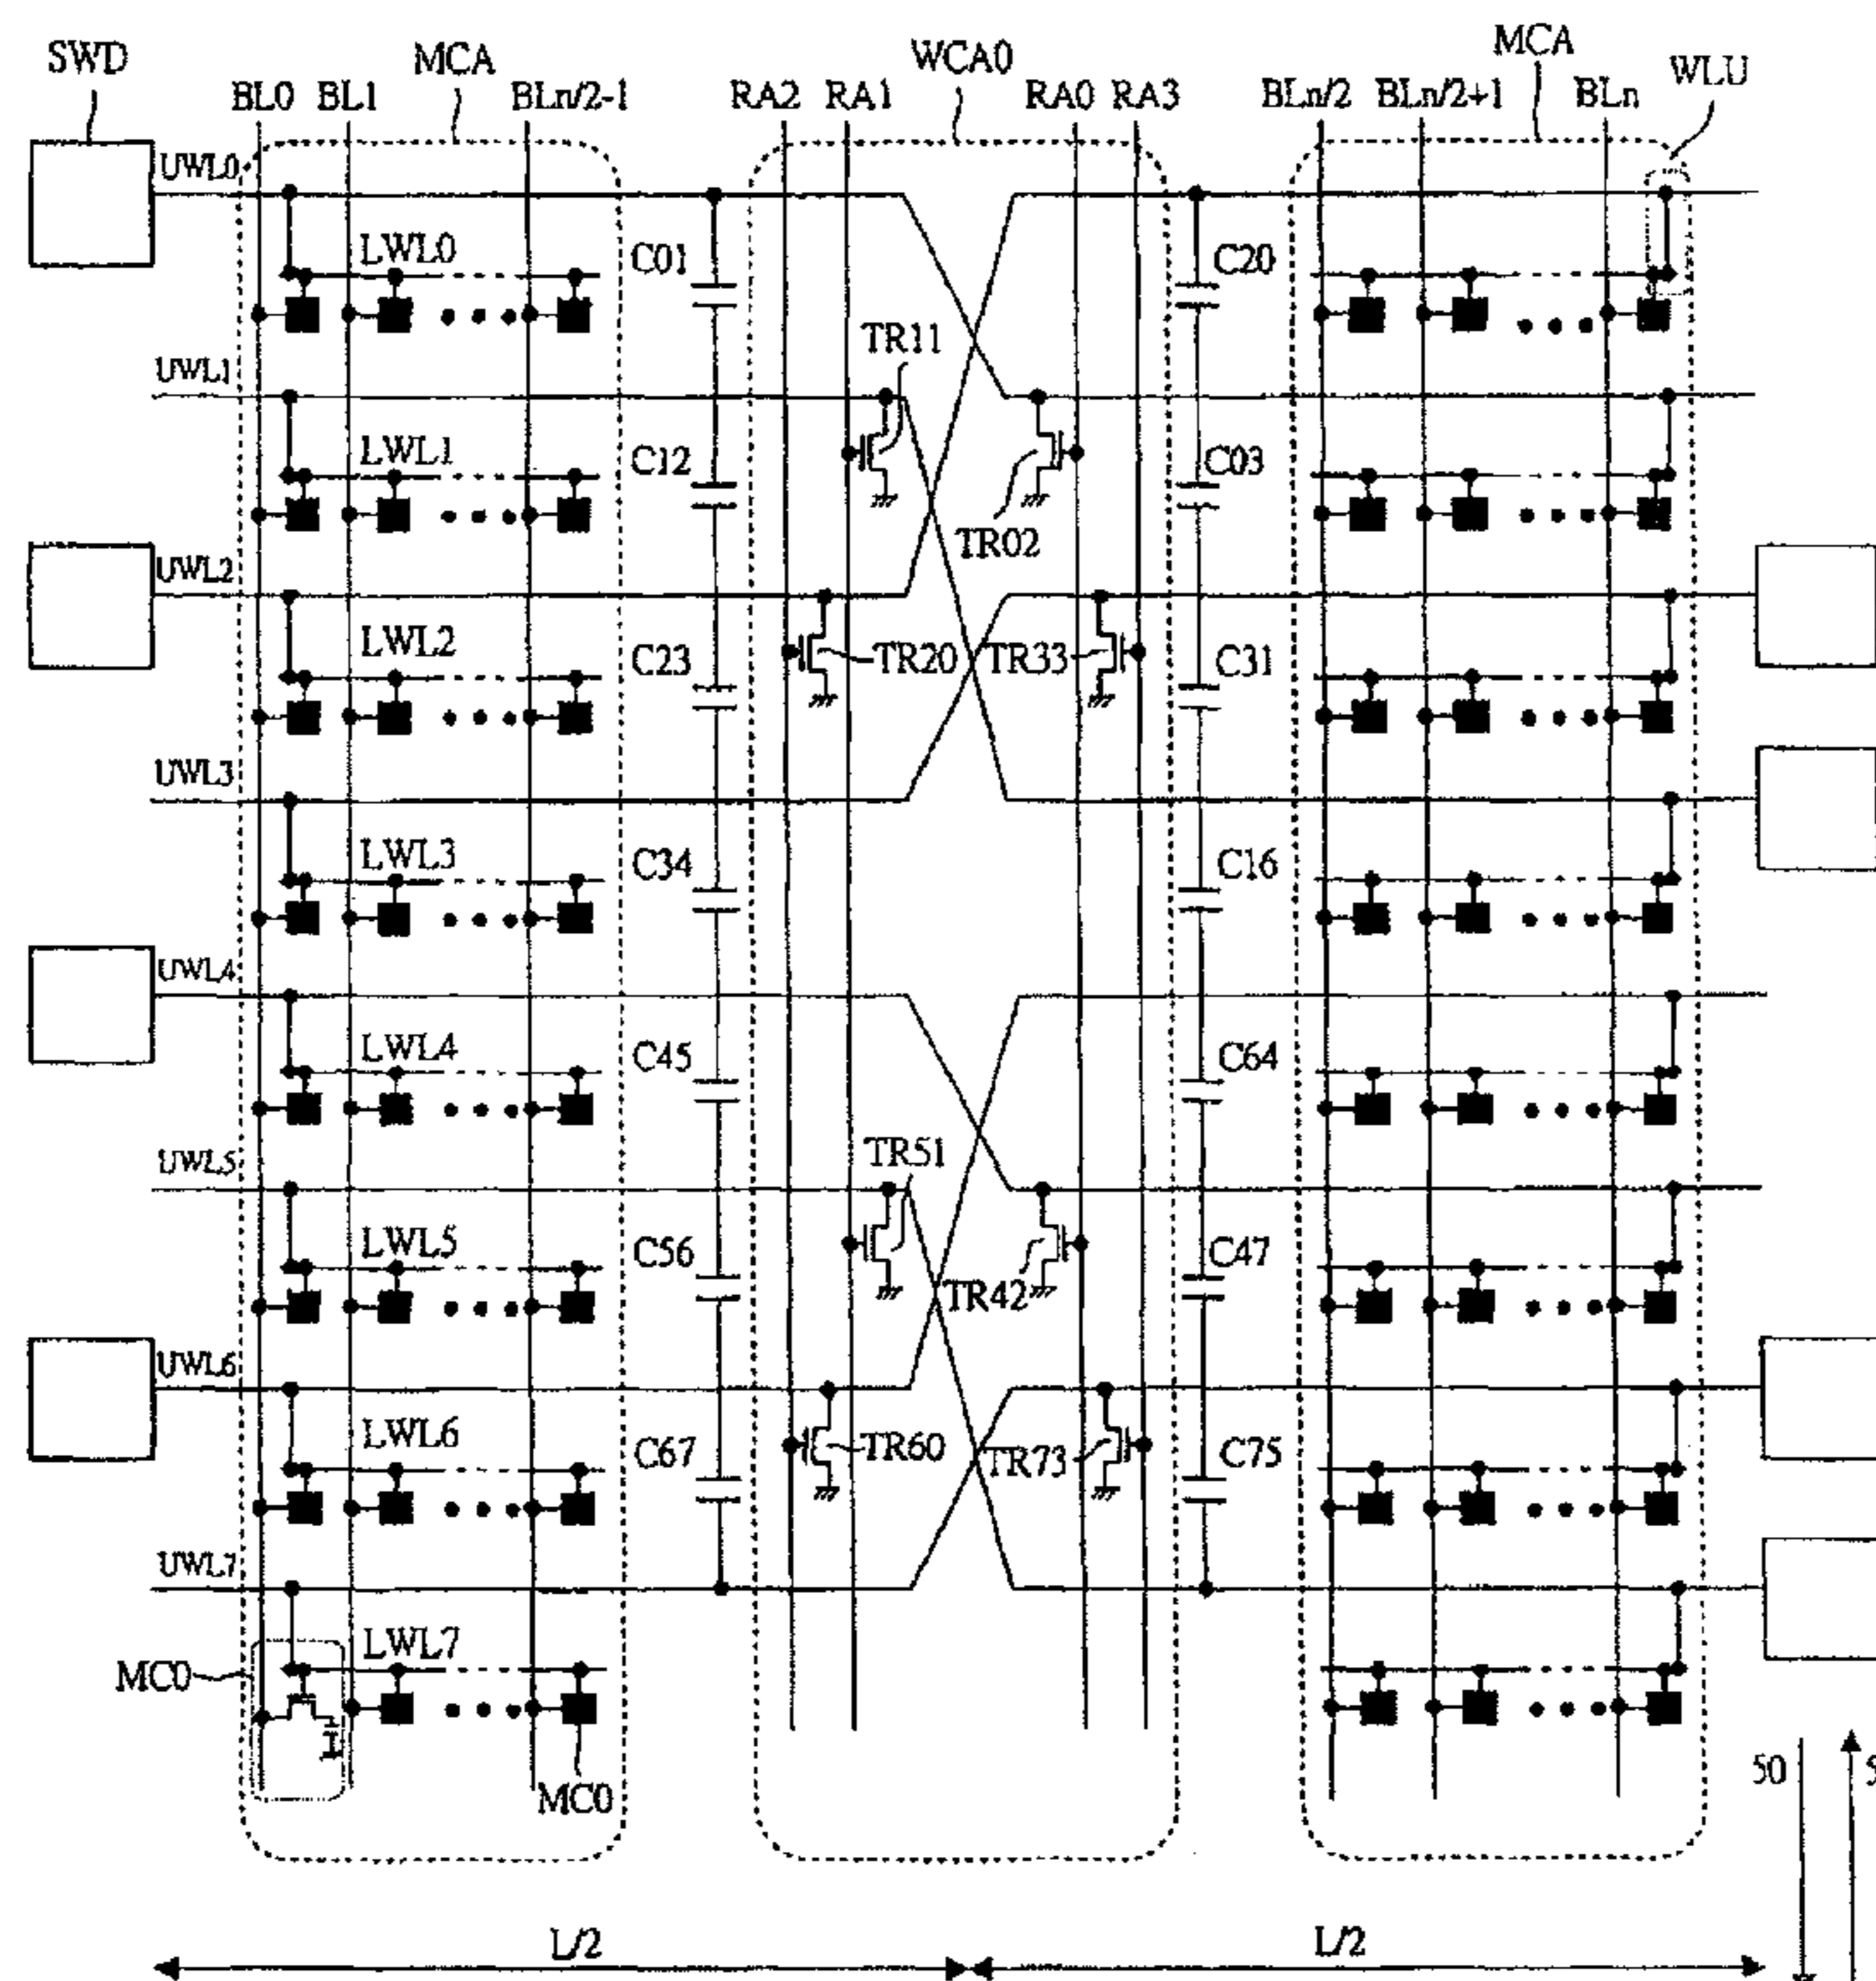 SWD MCA WCA0 MCA WLU
BL0 BL1 BLn/2-1 RA2 RA1 RA0 RA3 BLn/2 BLn/2+1 BLn
UWL0
LWL0 C01 C20
TR11
UWL1
LWL1 C12 C03
TR02
UWL2
LWL2 C23 TR20 TR33 C31
UWL3
LWL3 C34 C16
UWL4
LWL4 C45 C64
TR51
UWL5
LWL5 C56 C47
TR42
UWL6
LWL6 C67 TR60 TR73 C75
UWL7
LWL7
MC0
MC0
50 5
L/2 L/2